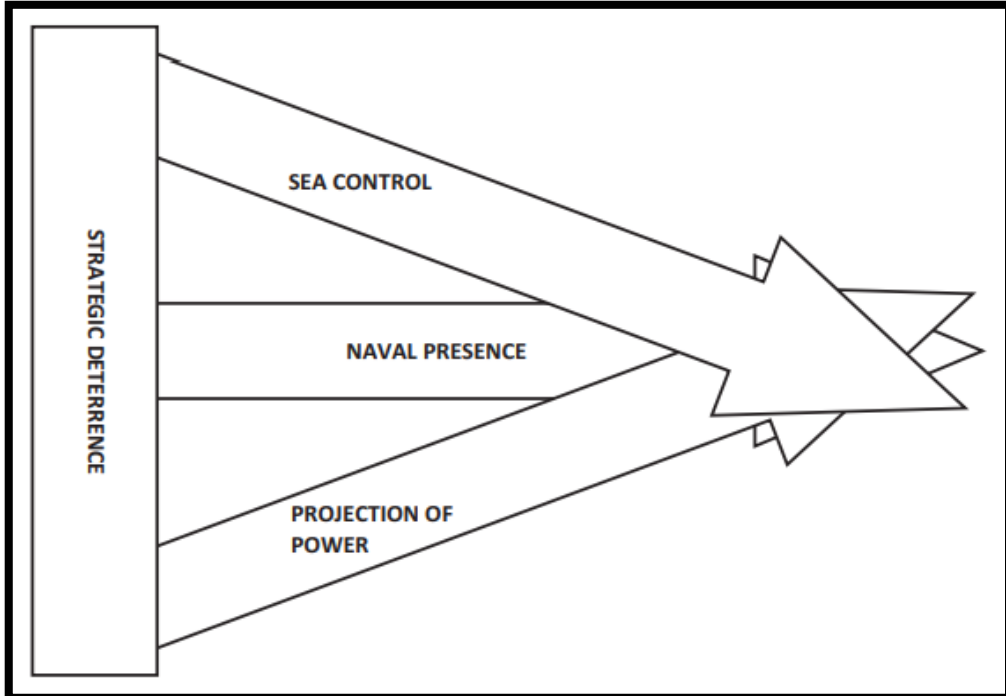 STRATEGIC DETERRENCE
SEA CONTROL
NAVAL PRESENCE
PROJECTION OF
POWER